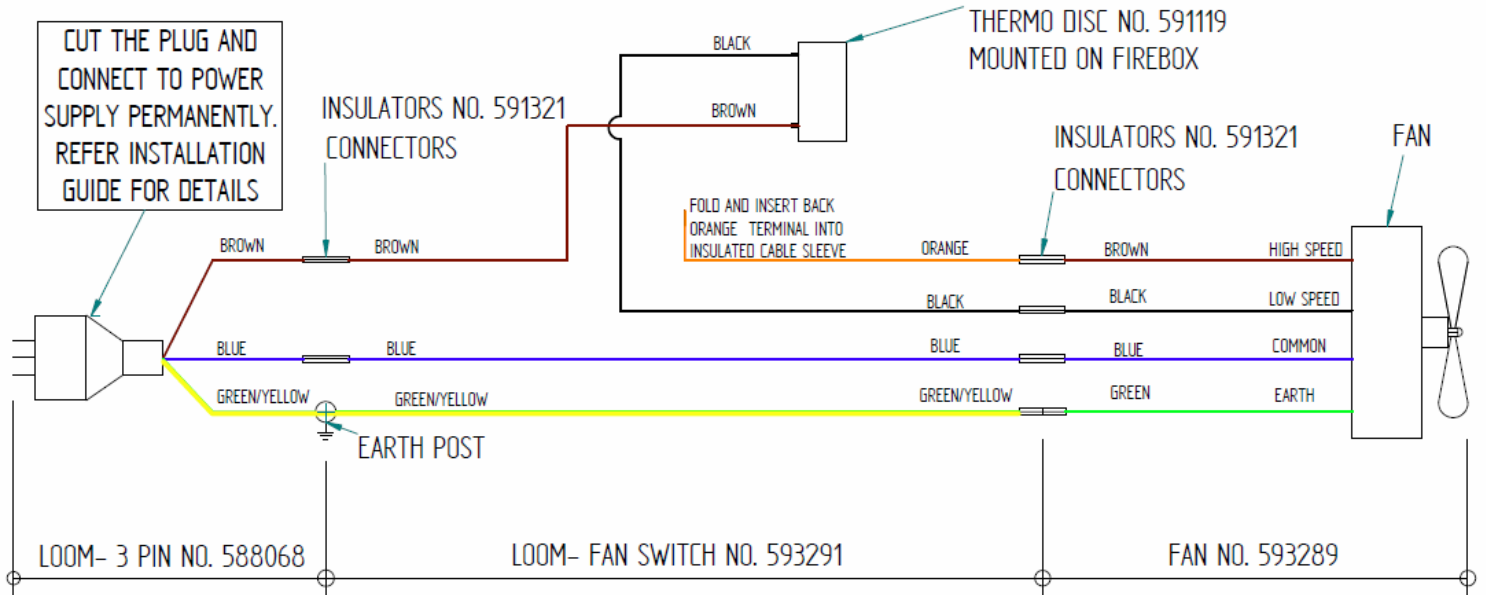 CUT THE PLUG AND
CONNECT TO POWER
SUPPLY PERMANENTLY.
REFER INSTALLATION
GUIDE FOR DETAILS
INSULATORS NO. 591321
CONNECTORS
BLACK
BROWN
THERMO DISC NO. 591119
MOUNTED ON FIREBOX
INSULATORS NO. 591321
CONNECTORS
FAN
FOLD AND INSERT BACK
ORANGE TERMINAL INTO
INSULATED CABLE SLEEVE
BROWN
BROWN
ORANGE
BROWN
HIGH SPEED
BLACK
BLACK
LOW SPEED
BLUE
BLUE
BLUE
BLUE
COMMON
GREEN/YELLOW
GREEN/YELLOW
GREEN/YELLOW
GREEN
EARTH
EARTH POST
LOOM- 3 PIN NO. 588068
LOOM- FAN SWITCH NO. 593291
FAN NO. 593289